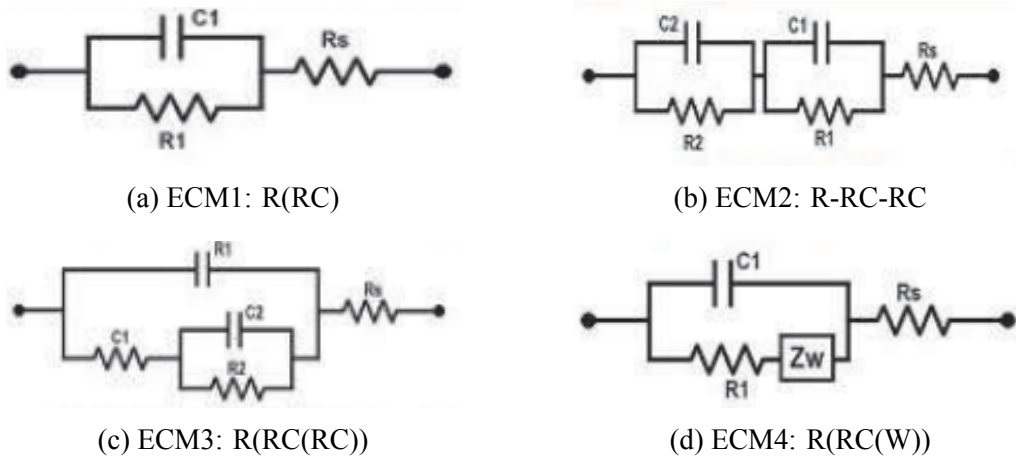 C1
Rs
R1
(a) ECM1: R(RC)
C2
C1
Rs
R2
R1
(b) ECM2: R-RC-RC
R1
Rs
C1
C2
R2
(c) ECM3: R(RC(RC))
C1
Rs
R1
Zw
(d) ECM4: R(RC(W))